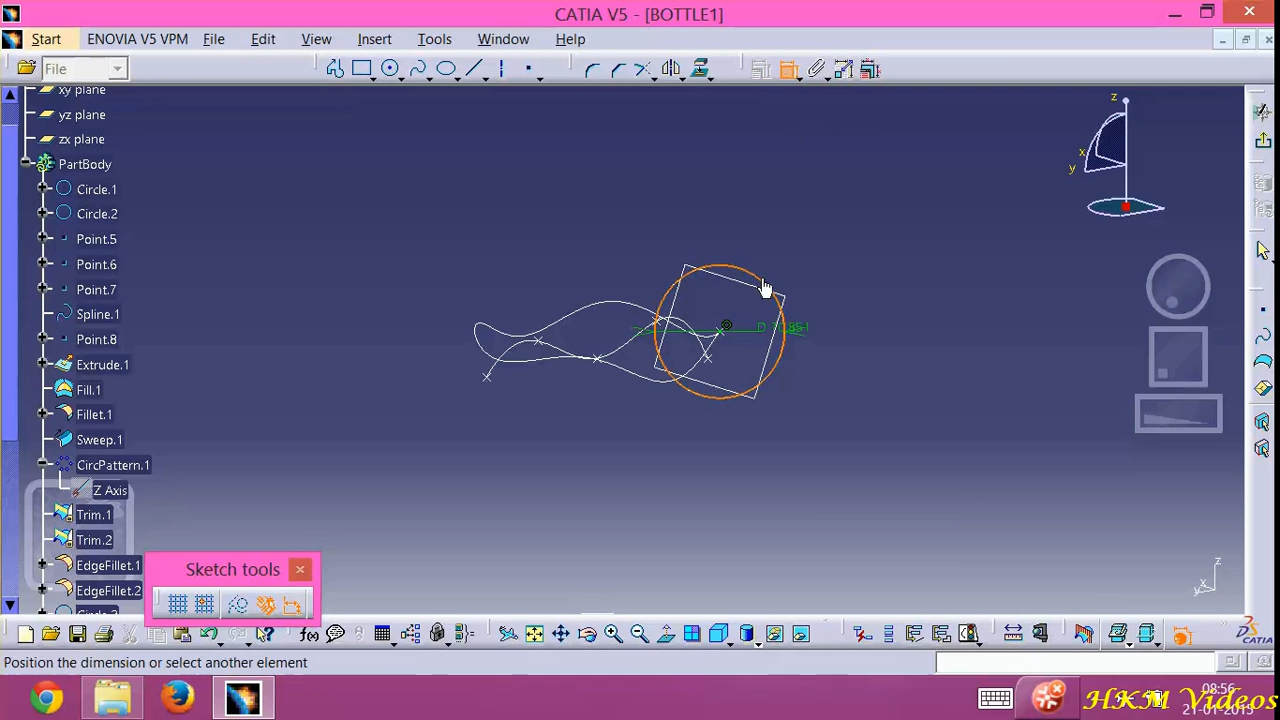 CATIA V5 - [BOTTLE1]
Start ENOVIA V5 VPM File Edit View Insert Tools Window Help
File
xy plane
yz plane
zx plane
PartBody
Circle.1
Circle.2
Point.5
Point.6
Point.7
Spline.1
Point.8
Extrude.1
Fill.1
Fillet.1
Sweep.1
CircPattern.1
Z Axis
Trim.1
Trim.2
EdgeFillet.1
EdgeFillet.2
Circle.3
z
x
y
Sketch tools
z
x
y
f(x)
CATIA
Position the dimension or select another element
08:56
21-01-2015
HKM Videos